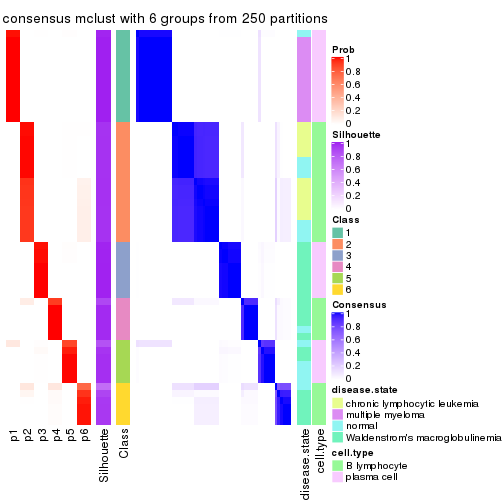 consensus mclust with 6 groups from 250 partitions
Prob
1
0.8
0.6
0.4
0.2
0
Silhouette
1
0.8
0.6
0.4
0.2
0
Class
1
2
3
4
5
6
Consensus
1
0.8
0.6
0.4
0.2
0
disease.state
chronic lymphocytic leukemia
multiple myeloma
normal
Waldenstrom's macroglobulinemia
cell.type
B lymphocyte
plasma cell
p1
p2
p3
p4
p5
p6
Silhouette
Class
disease.state
cell.type